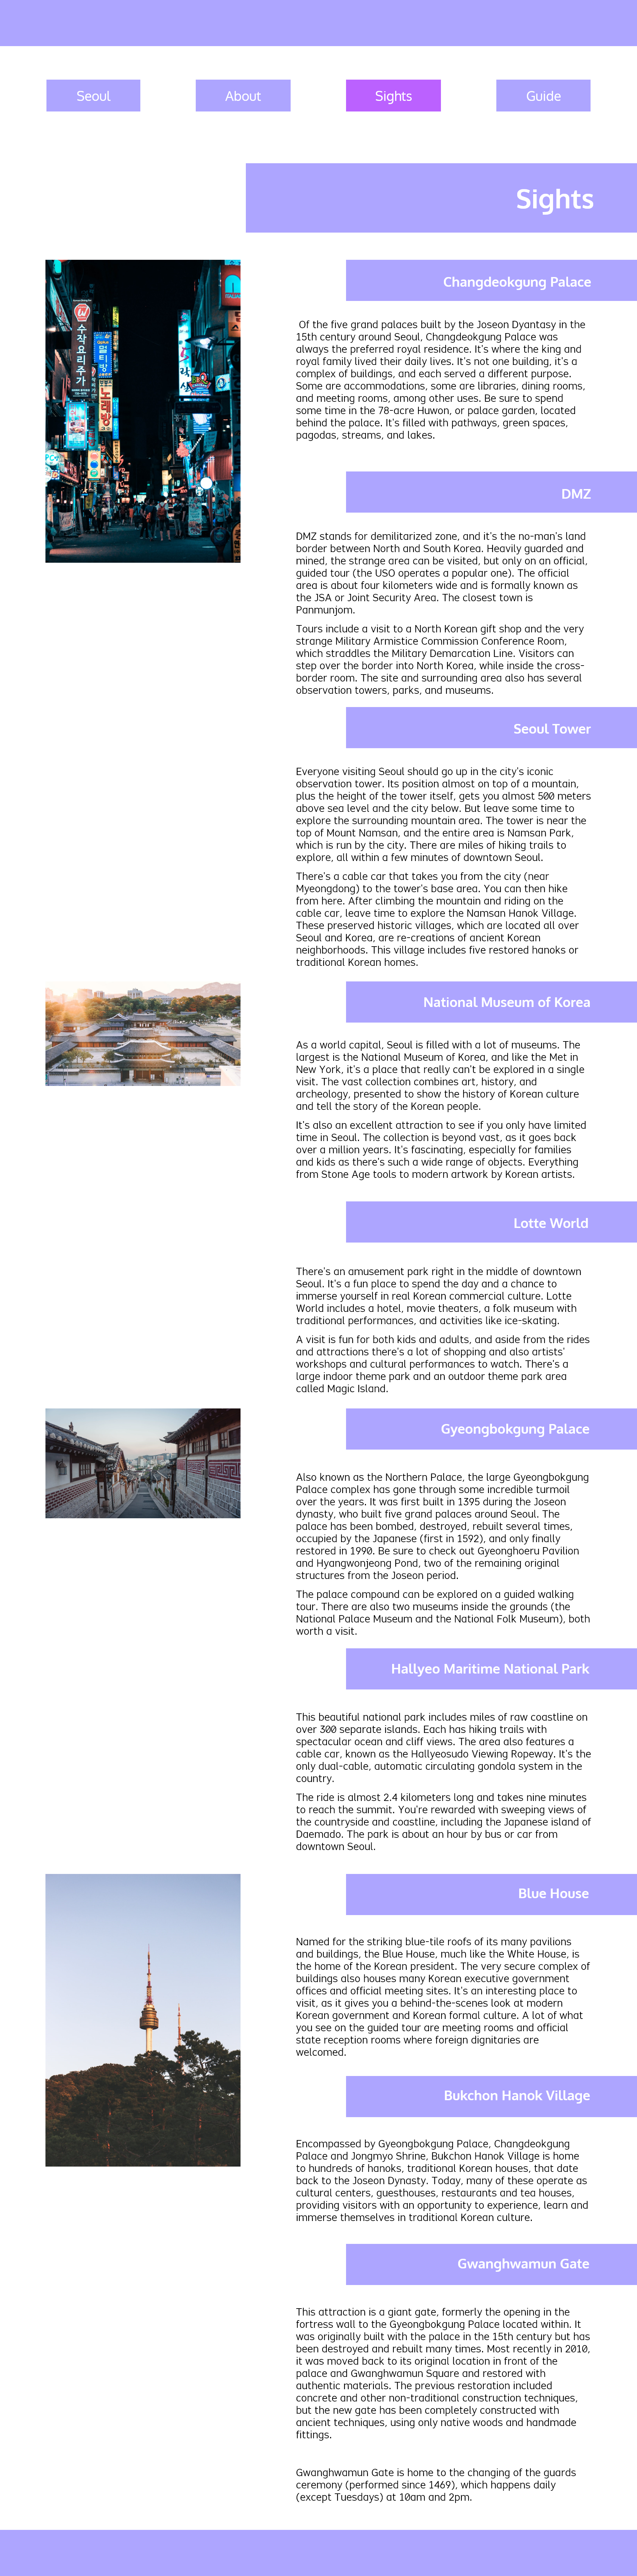 Seoul
About
Sights
Guide
Sights
수작요리주가
멀티방
노래방
Changdeokgung Palace
Of the five grand palaces built by the Joseon Dyantasy in the
15th century around Seoul, Changdeokgung Palace was
always the preferred royal residence. It's where the king and
royal family lived their daily lives. It's not one building, it's a
complex of buildings, and each served a different purpose.
Some are accommodations, some are libraries, dining rooms,
and meeting rooms, among other uses. Be sure to spend
some time in the 78-acre Huwon, or palace garden, located
behind the palace. It's filled with pathways, green spaces,
pagodas, streams, and lakes.
DMZ
DMZ stands for demilitarized zone, and it's the no-man's land
border between North and South Korea. Heavily guarded and
mined, the strange area can be visited, but only on an official,
guided tour (the USO operates a popular one). The official
area is about four kilometers wide and is formally known as
the JSA or Joint Security Area. The closest town is
Panmunjom.
Tours include a visit to a North Korean gift shop and the very
strange Military Armistice Commission Conference Room,
which straddles the Military Demarcation Line. Visitors can
step over the border into North Korea, while inside the cross-
border room. The site and surrounding area also has several
observation towers, parks, and museums.
Seoul Tower
Everyone visiting Seoul should go up in the city's iconic
observation tower. Its position almost on top of a mountain,
plus the height of the tower itself, gets you almost 500 meters
above sea level and the city below. But leave some time to
explore the surrounding mountain area. The tower is near the
top of Mount Namsan, and the entire area is Namsan Park,
which is run by the city. There are miles of hiking trails to
explore, all within a few minutes of downtown Seoul.
There's a cable car that takes you from the city (near
Myeongdong) to the tower's base area. You can then hike
from here. After climbing the mountain and riding on the
cable car, leave time to explore the Namsan Hanok Village.
These preserved historic villages, which are located all over
Seoul and Korea, are re-creations of ancient Korean
neighborhoods. This village includes five restored hanoks or
traditional Korean homes.
National Museum of Korea
As a world capital, Seoul is filled with a lot of museums. The
largest is the National Museum of Korea, and like the Met in
New York, it's a place that really can't be explored in a single
visit. The vast collection combines art, history, and
archeology, presented to show the history of Korean culture
and tell the story of the Korean people.
It's also an excellent attraction to see if you only have limited
time in Seoul. The collection is beyond vast, as it goes back
over a million years. It's fascinating, especially for families
and kids as there's such a wide range of objects. Everything
from Stone Age tools to modern artwork by Korean artists.
Lotte World
There's an amusement park right in the middle of downtown
Seoul. It's a fun place to spend the day and a chance to
immerse yourself in real Korean commercial culture. Lotte
World includes a hotel, movie theaters, a folk museum with
traditional performances, and activities like ice-skating.
A visit is fun for both kids and adults, and aside from the rides
and attractions there's a lot of shopping and also artists'
workshops and cultural performances to watch. There's a
large indoor theme park and an outdoor theme park area
called Magic Island.
Gyeongbokgung Palace
Also known as the Northern Palace, the large Gyeongbokgung
Palace complex has gone through some incredible turmoil
over the years. It was first built in 1395 during the Joseon
dynasty, who built five grand palaces around Seoul. The
palace has been bombed, destroyed, rebuilt several times,
occupied by the Japanese (first in 1592), and only finally
restored in 1990. Be sure to check out Gyeonghoeru Pavilion
and Hyangwonjeong Pond, two of the remaining original
structures from the Joseon period.
The palace compound can be explored on a guided walking
tour. There are also two museums inside the grounds (the
National Palace Museum and the National Folk Museum), both
worth a visit.
Hallyeo Maritime National Park
This beautiful national park includes miles of raw coastline on
over 300 separate islands. Each has hiking trails with
spectacular ocean and cliff views. The area also features a
cable car, known as the Hallyeosudo Viewing Ropeway. It's the
only dual-cable, automatic circulating gondola system in the
country.
The ride is almost 2.4 kilometers long and takes nine minutes
to reach the summit. You're rewarded with sweeping views of
the countryside and coastline, including the Japanese island of
Daemado. The park is about an hour by bus or car from
downtown Seoul.
Blue House
Named for the striking blue-tile roofs of its many pavilions
and buildings, the Blue House, much like the White House, is
the home of the Korean president. The very secure complex of
buildings also houses many Korean executive government
offices and official meeting sites. It's an interesting place to
visit, as it gives you a behind-the-scenes look at modern
Korean government and Korean formal culture. A lot of what
you see on the guided tour are meeting rooms and official
state reception rooms where foreign dignitaries are
welcomed.
Bukchon Hanok Village
Encompassed by Gyeongbokgung Palace, Changdeokgung
Palace and Jongmyo Shrine, Bukchon Hanok Village is home
to hundreds of hanoks, traditional Korean houses, that date
back to the Joseon Dynasty. Today, many of these operate as
cultural centers, guesthouses, restaurants and tea houses,
providing visitors with an opportunity to experience, learn and
immerse themselves in traditional Korean culture.
Gwanghwamun Gate
This attraction is a giant gate, formerly the opening in the
fortress wall to the Gyeongbokgung Palace located within. It
was originally built with the palace in the 15th century but has
been destroyed and rebuilt many times. Most recently in 2010,
it was moved back to its original location in front of the
palace and Gwanghwamun Square and restored with
authentic materials. The previous restoration included
concrete and other non-traditional construction techniques,
but the new gate has been completely constructed with
ancient techniques, using only native woods and handmade
fittings.
Gwanghwamun Gate is home to the changing of the guards
ceremony (performed since 1469), which happens daily
(except Tuesdays) at 10am and 2pm.